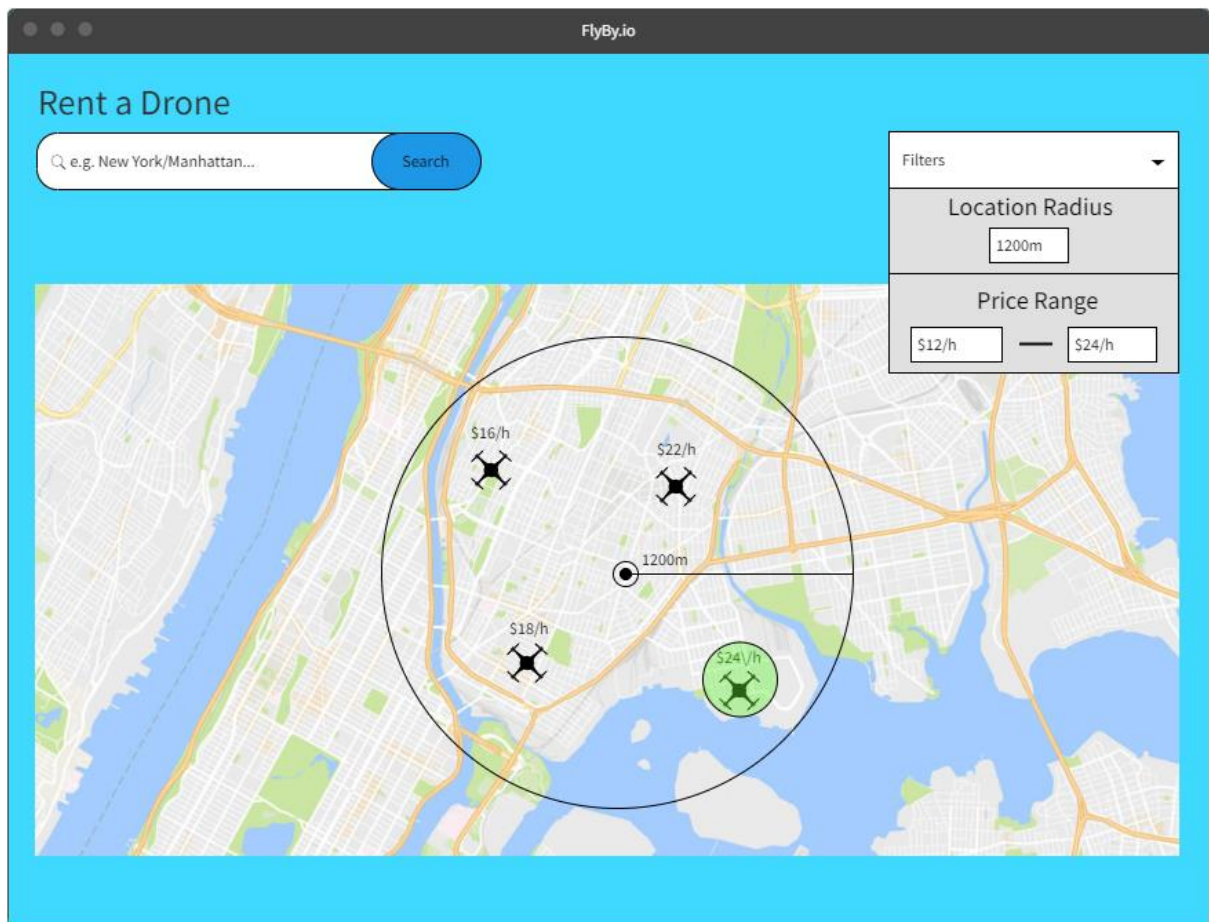 FlyBy.io
Rent a Drone
e.g. New York/Manhattan...
Search
Filters
Location Radius
1200m
Price Range
$12/h
$24/h
$16/h
$22/h
1200m
$18/h
$24\/h